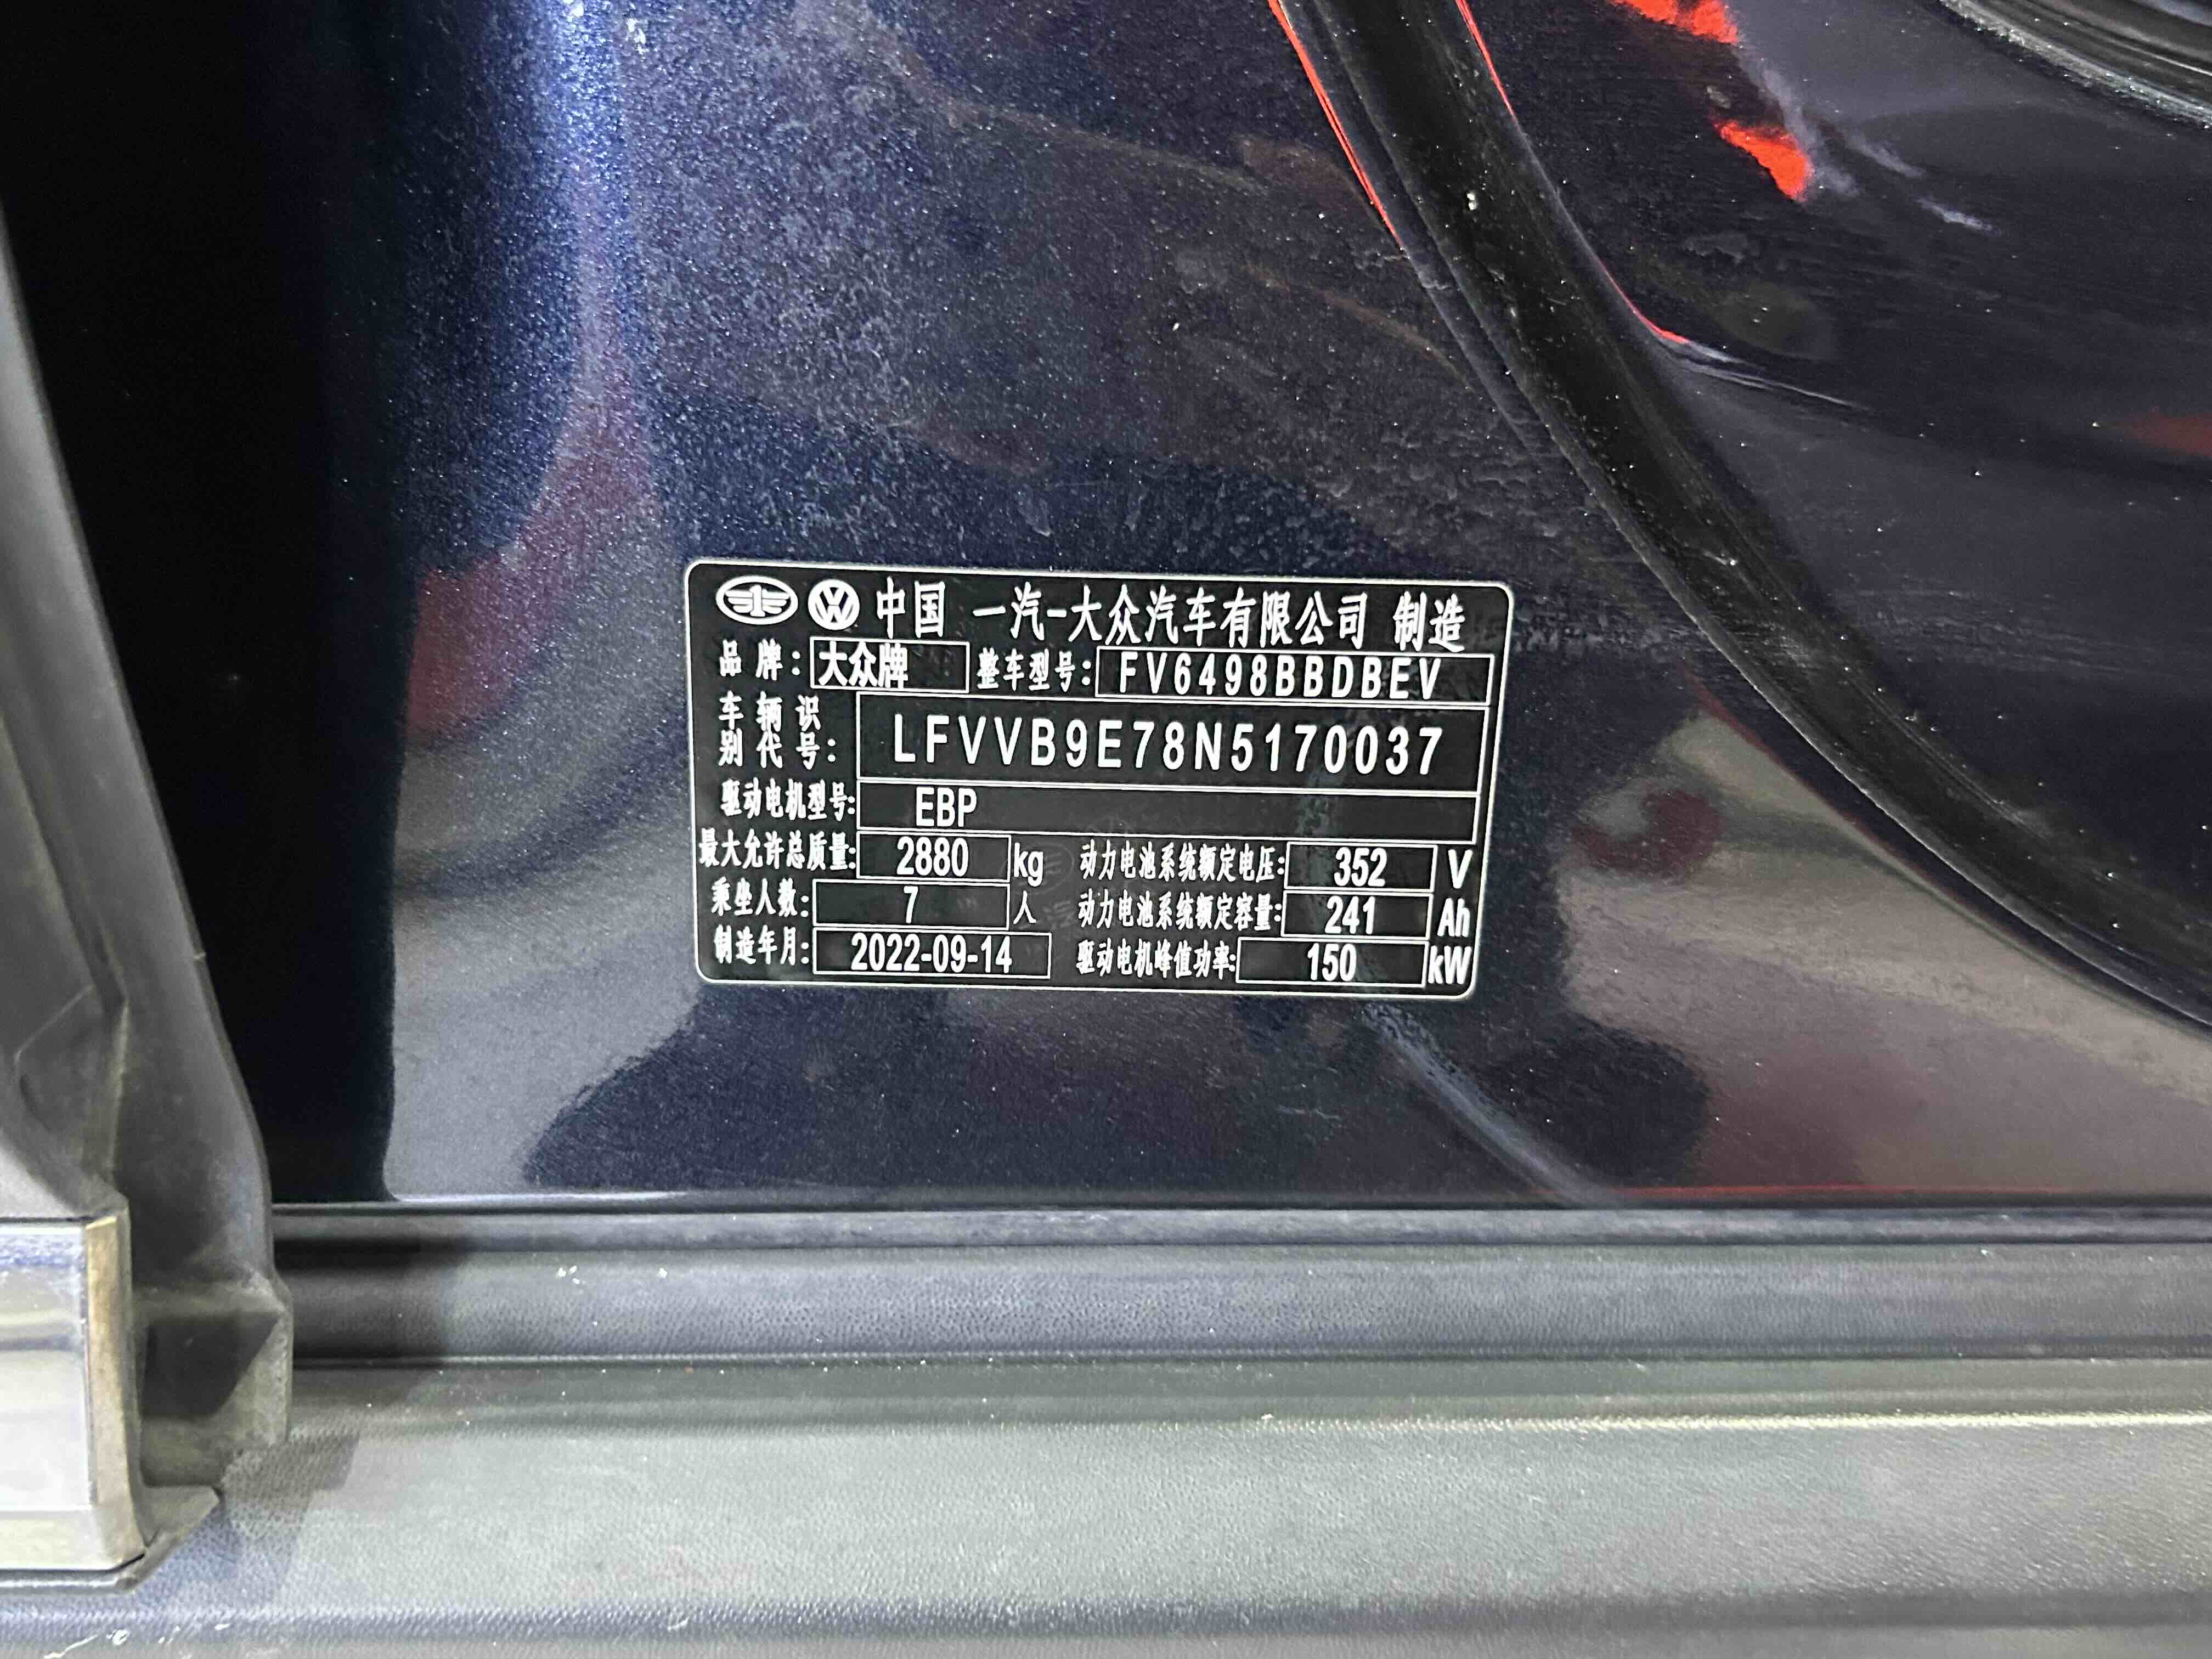 中国 一汽-大众汽车有限公司 制造
品牌: 大众牌 整车型号: FV6498BBDBEV
车辆识别代号: LFVVB9E78N5170037
驱动电机型号: EBP
最大允许总质量: 2880 kg 动力电池系统额定电压: 352 V
乘坐人数: 7 人 动力电池系统额定容量: 241 Ah
制造年月: 2022-09-14 驱动电机峰值功率: 150 kW